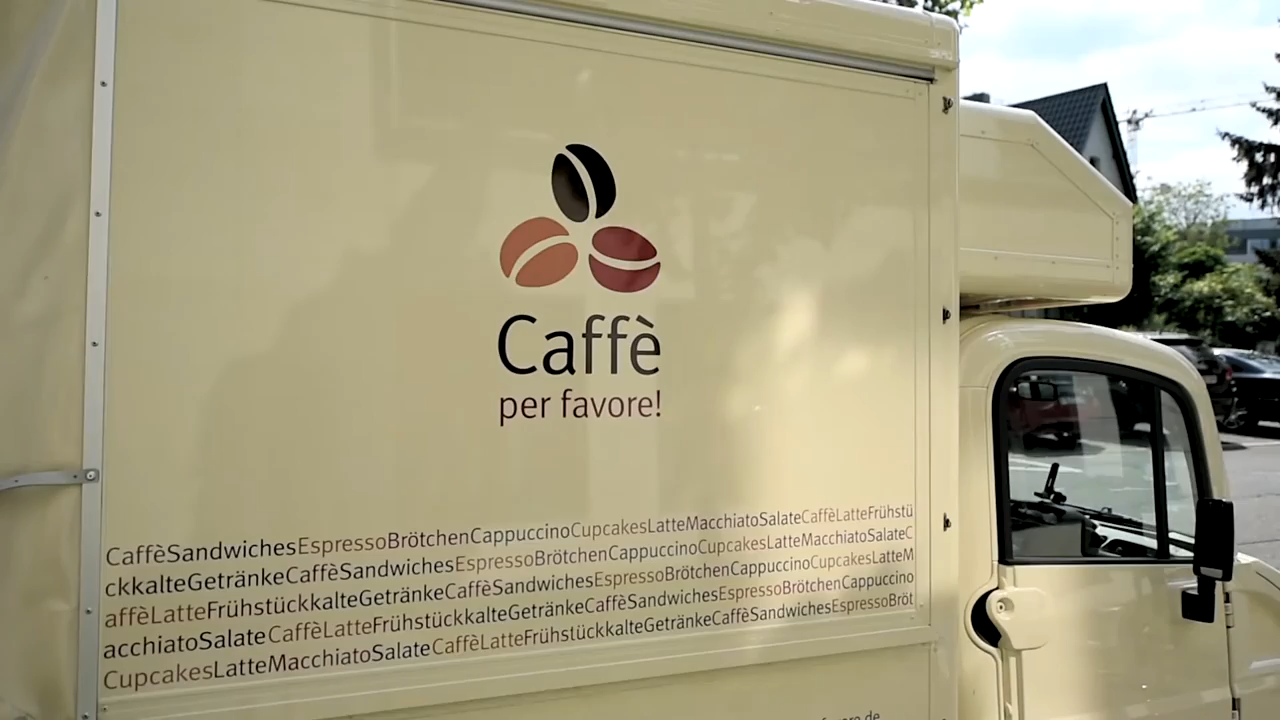 Caffè
per favore!
CaffèSandwichesEspressoBrötchenCappuccinoCupcakesLatteMacchiatoSalateCaffèLatteFrühstü
ckkalteGetränkeCaffèSandwichesEspressoBrötchenCappuccinoCupcakesLatteMacchiatoSalateC
affèLatteFrühstückkalteGetränkeCaffèSandwichesEspressoBrötchenCappuccinoCupcakesLatteM
acchiatoSalateCaffèLatteFrühstückkalteGetränkeCaffèSandwichesEspressoBrötchenCappuccino
CupcakesLatteMacchiatoSalateCaffèLatteFrühstückkalteGetränkeCaffèSandwichesEspressoBröt